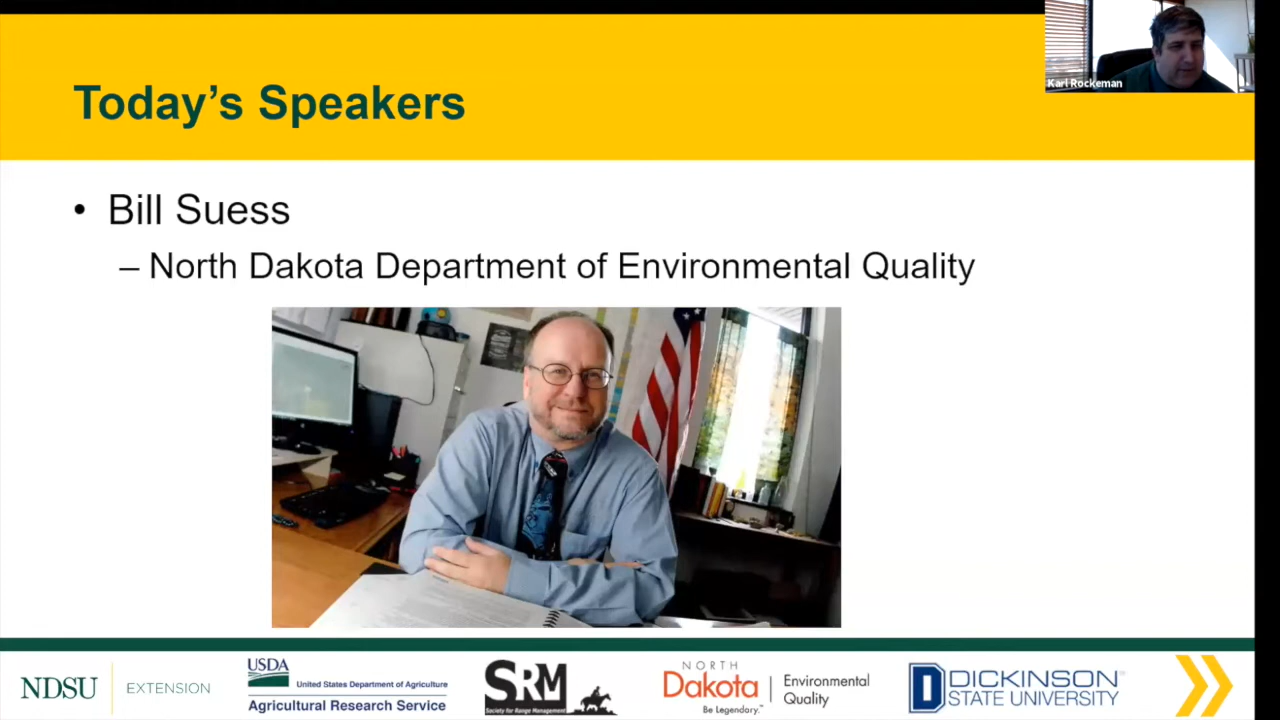 Today’s Speakers
Karl Rockeman
• Bill Suess
– North Dakota Department of Environmental Quality
NDSU
EXTENSION
USDA
United States Department of Agriculture
Agricultural Research Service
SRM
Society for Range Management
NORTH
Dakota
Be Legendary.™
Environmental
Quality
D DICKINSON™
STATE UNIVERSITY